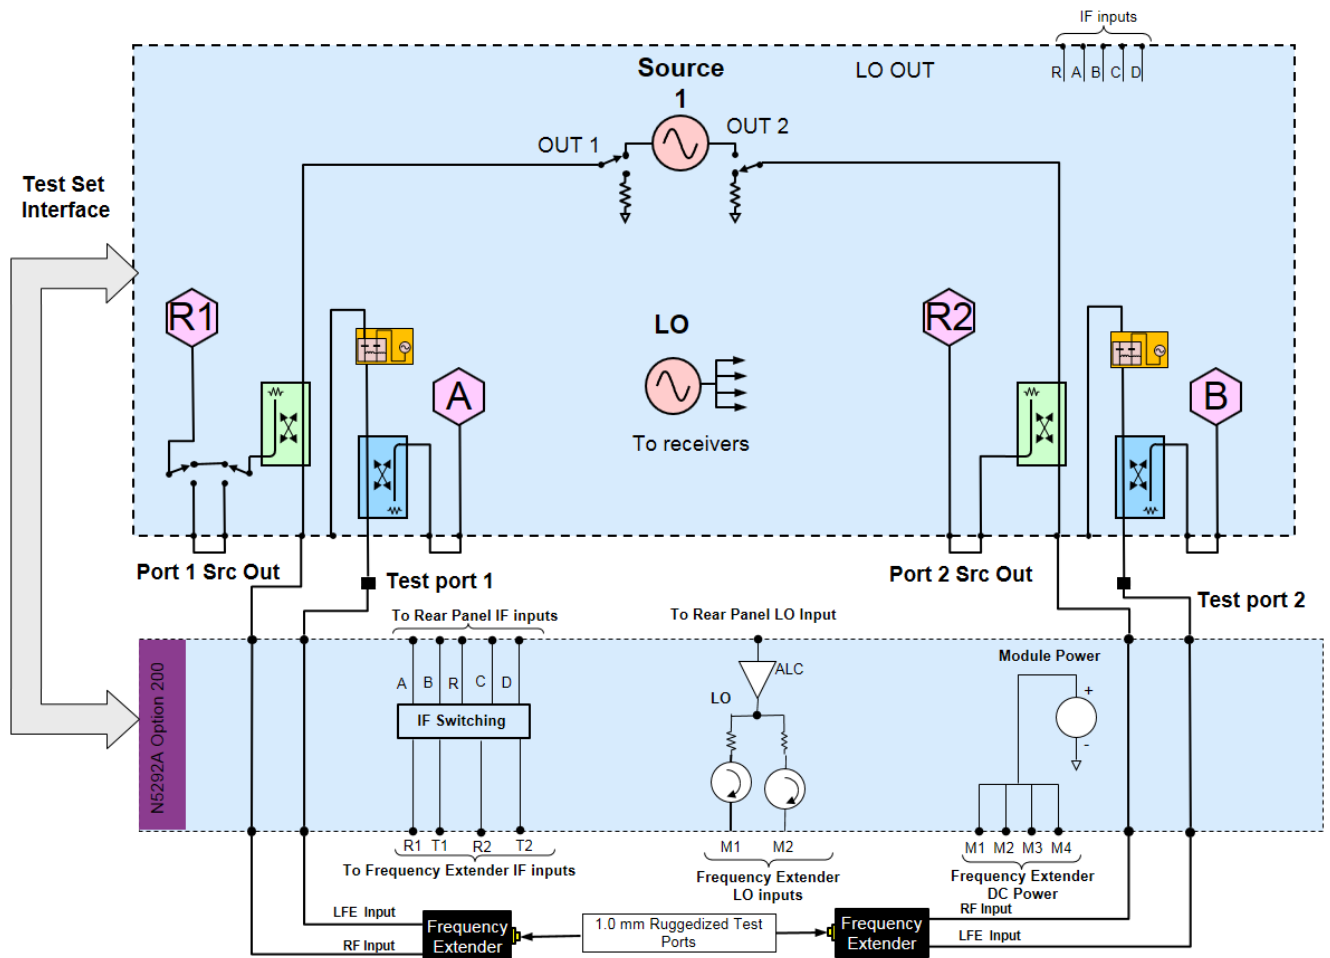 IF inputs
Source
1
LO OUT
R A B C D
OUT 1
OUT 2
Test Set
Interface
R1
A
LO
To receivers
R2
B
Port 1 Src Out
Test port 1
Port 2 Src Out
Test port 2
N5292A Option 200
To Rear Panel IF inputs
A B R C D
IF Switching
R1 T1 R2 T2
To Frequency Extender IF inputs
To Rear Panel LO Input
ALC
LO
M1 M2
Frequency Extender
LO inputs
Module Power
+
-
M1 M2 M3 M4
Frequency Extender
DC Power
LFE Input
RF Input
Frequency
Extender
1.0 mm Ruggedized Test
Ports
Frequency
Extender
RF Input
LFE Input